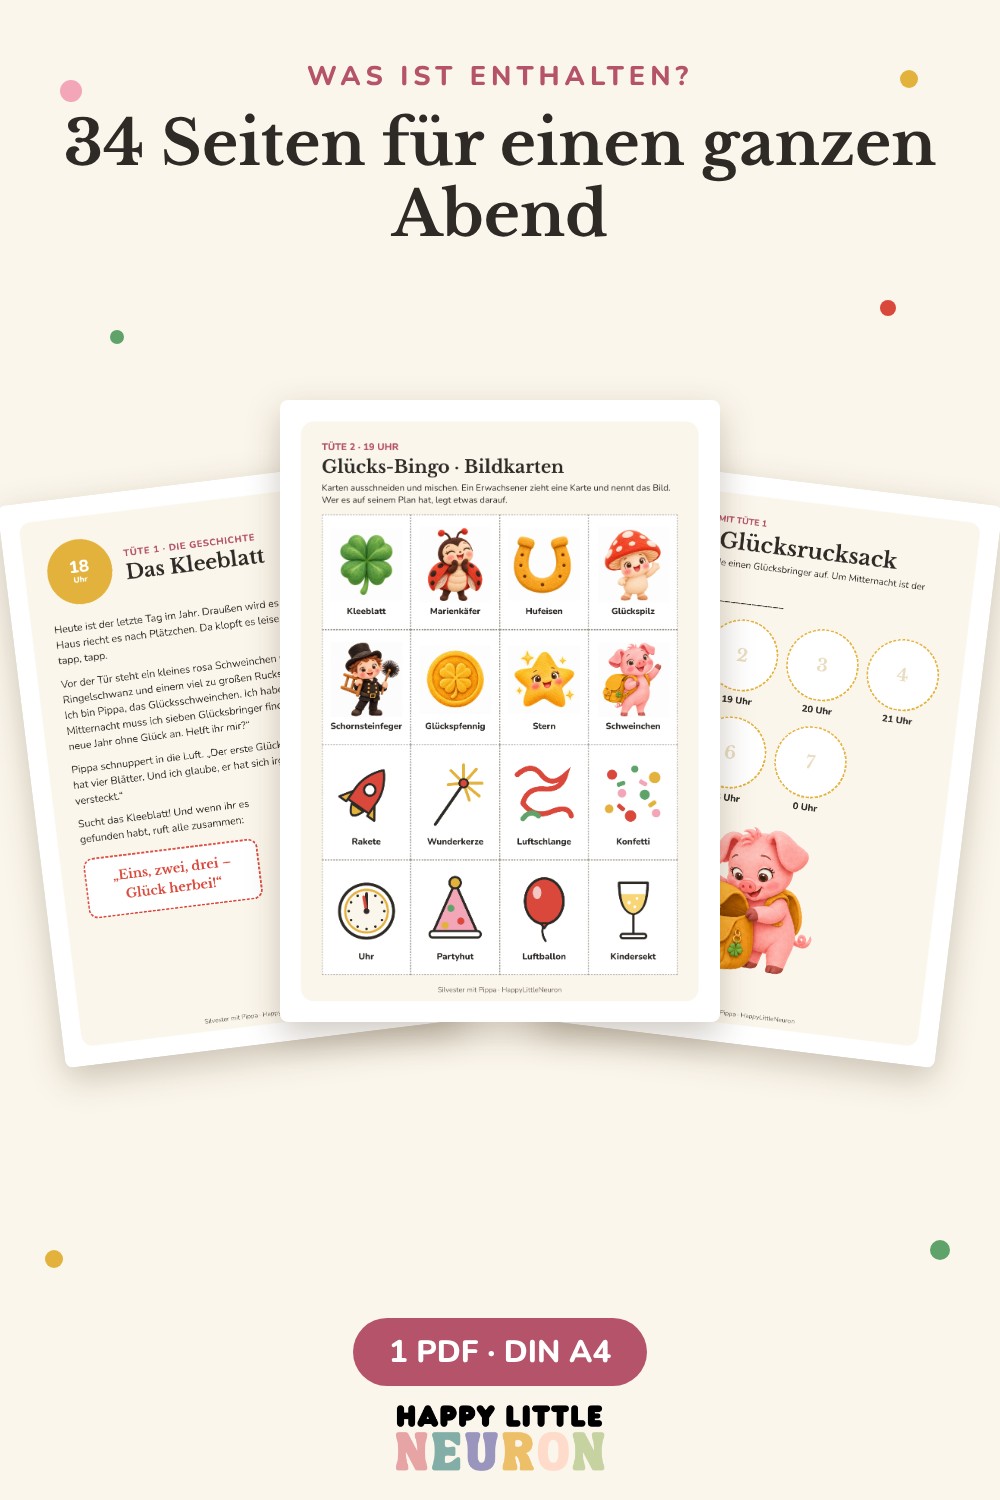 WAS IST ENTHALTEN?
34 Seiten für einen ganzen
Abend
18
Uhr
TÜTE 1 · DIE GESCHICHTE
Das Kleeblatt
Heute ist der letzte Tag im Jahr. Draußen wird es
Haus riecht es nach Plätzchen. Da klopft es leise
tapp, tapp.
Vor der Tür steht ein kleines rosa Schweinchen
Ringelschwanz und einem viel zu großen
Ich bin Pippa, das Glücksschweinchen. Ich
Mitternacht muss ich sieben Glücksbringer
neue Jahr ohne Glück an. Helft ihr mir?“
Pippa schnuppert in die Luft. „Der erste
hat vier Blätter. Und ich glaube, er hat sich
versteckt.“
Sucht das Kleeblatt! Und wenn ihr es
gefunden habt, ruft alle zusammen:
„Eins, zwei, drei –
Glück herbei!“
Silvester mit Pippa ·
TÜTE 2 · 19 UHR
Glücks-Bingo · Bildkarten
Karten ausschneiden und mischen. Ein Erwachsener zieht eine Karte und nennt das Bild.
Wer es auf seinem Plan hat, legt etwas darauf.
Kleeblatt Marienkäfer Hufeisen Glückspilz
Schornsteinfeger Glückspfennig Stern Schweinchen
Rakete Wunderkerze Luftschlange Konfetti
Uhr Partyhut Luftballon Kindersekt
Silvester mit Pippa · HappyLittleNeuron
MIT TÜTE 1
Glücksrucksack
einen Glücksbringer auf. Um Mitternacht ist der
2 3 4
19 Uhr 20 Uhr 21 Uhr
6 7
Uhr 0 Uhr
Pippa · HappyLittleNeuron
1 PDF · DIN A4
HAPPY LITTLE
NEURON